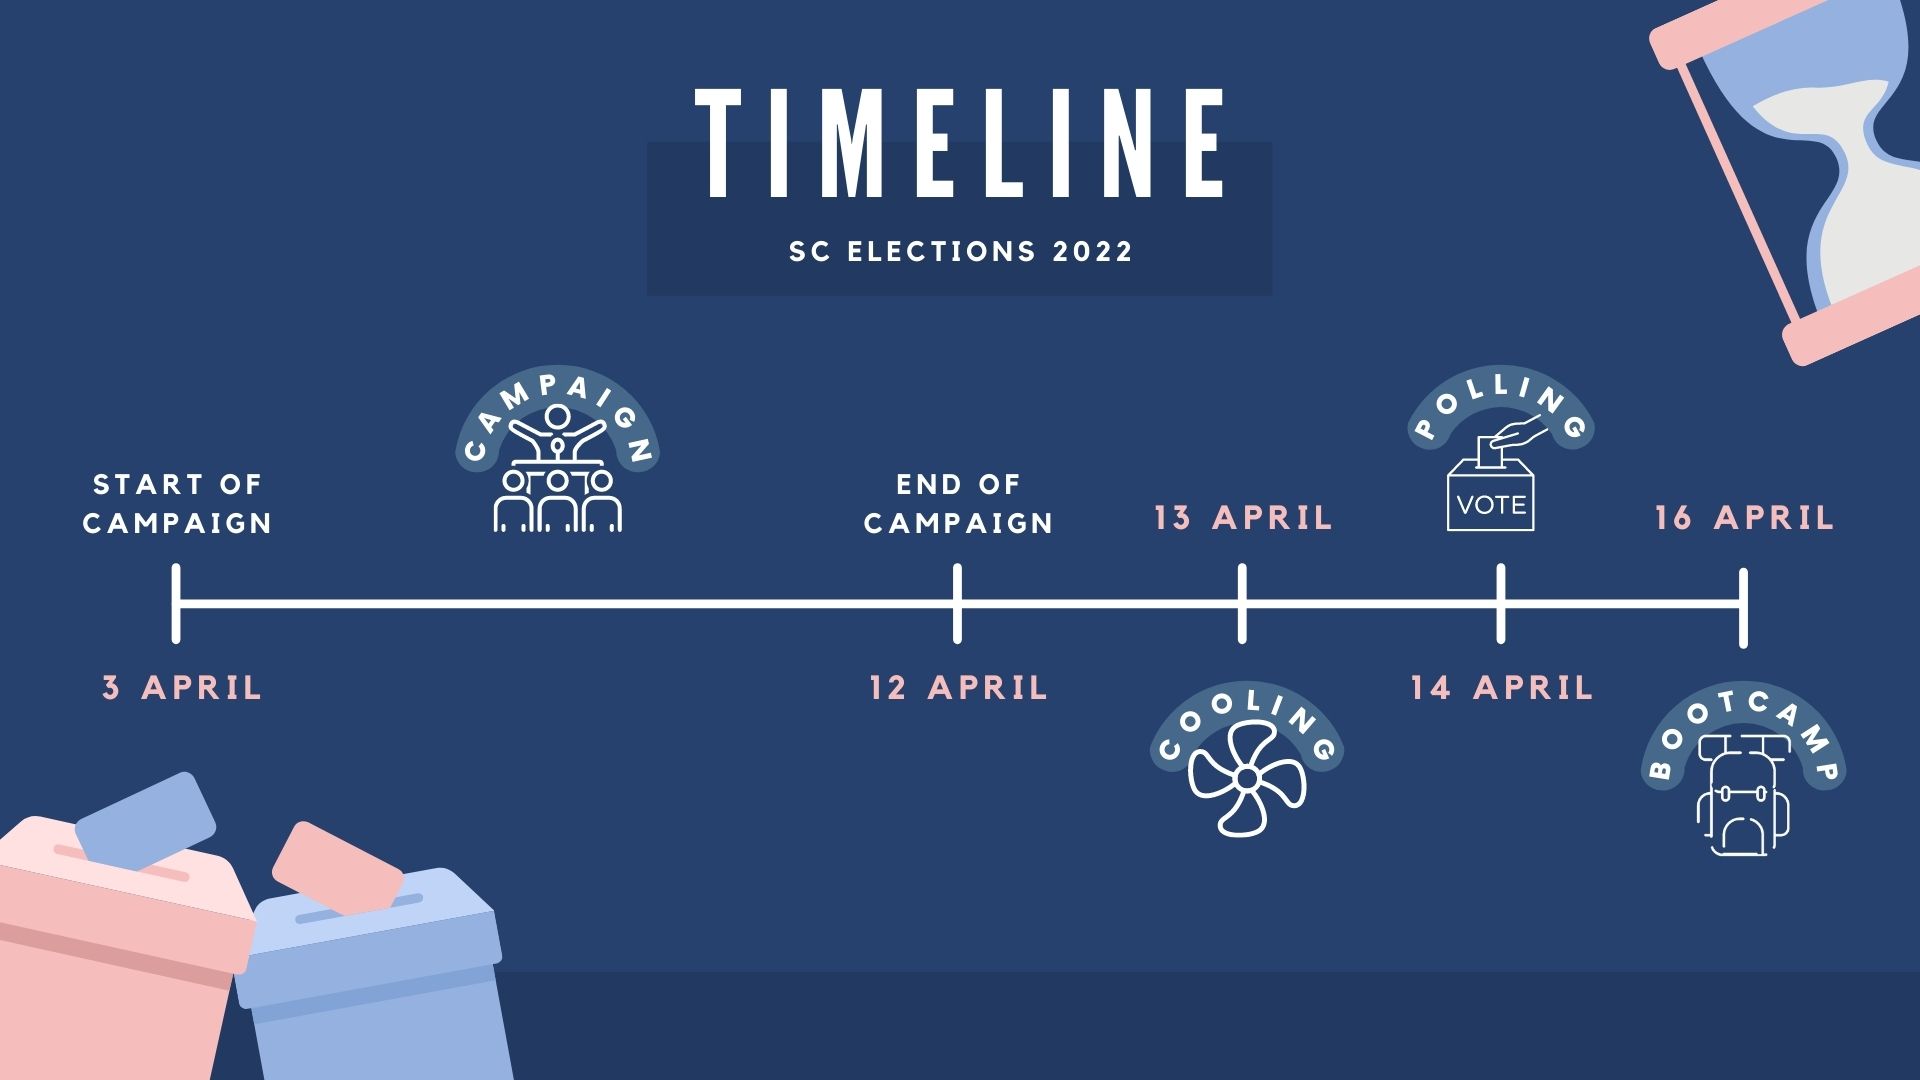 TIMELINE
SC ELECTIONS 2022
START OF
CAMPAIGN
3 APRIL
CAMPAIGN
END OF
CAMPAIGN
12 APRIL
13 APRIL
COOLING
POLLING
VOTE
14 APRIL
16 APRIL
BOOTCAMP